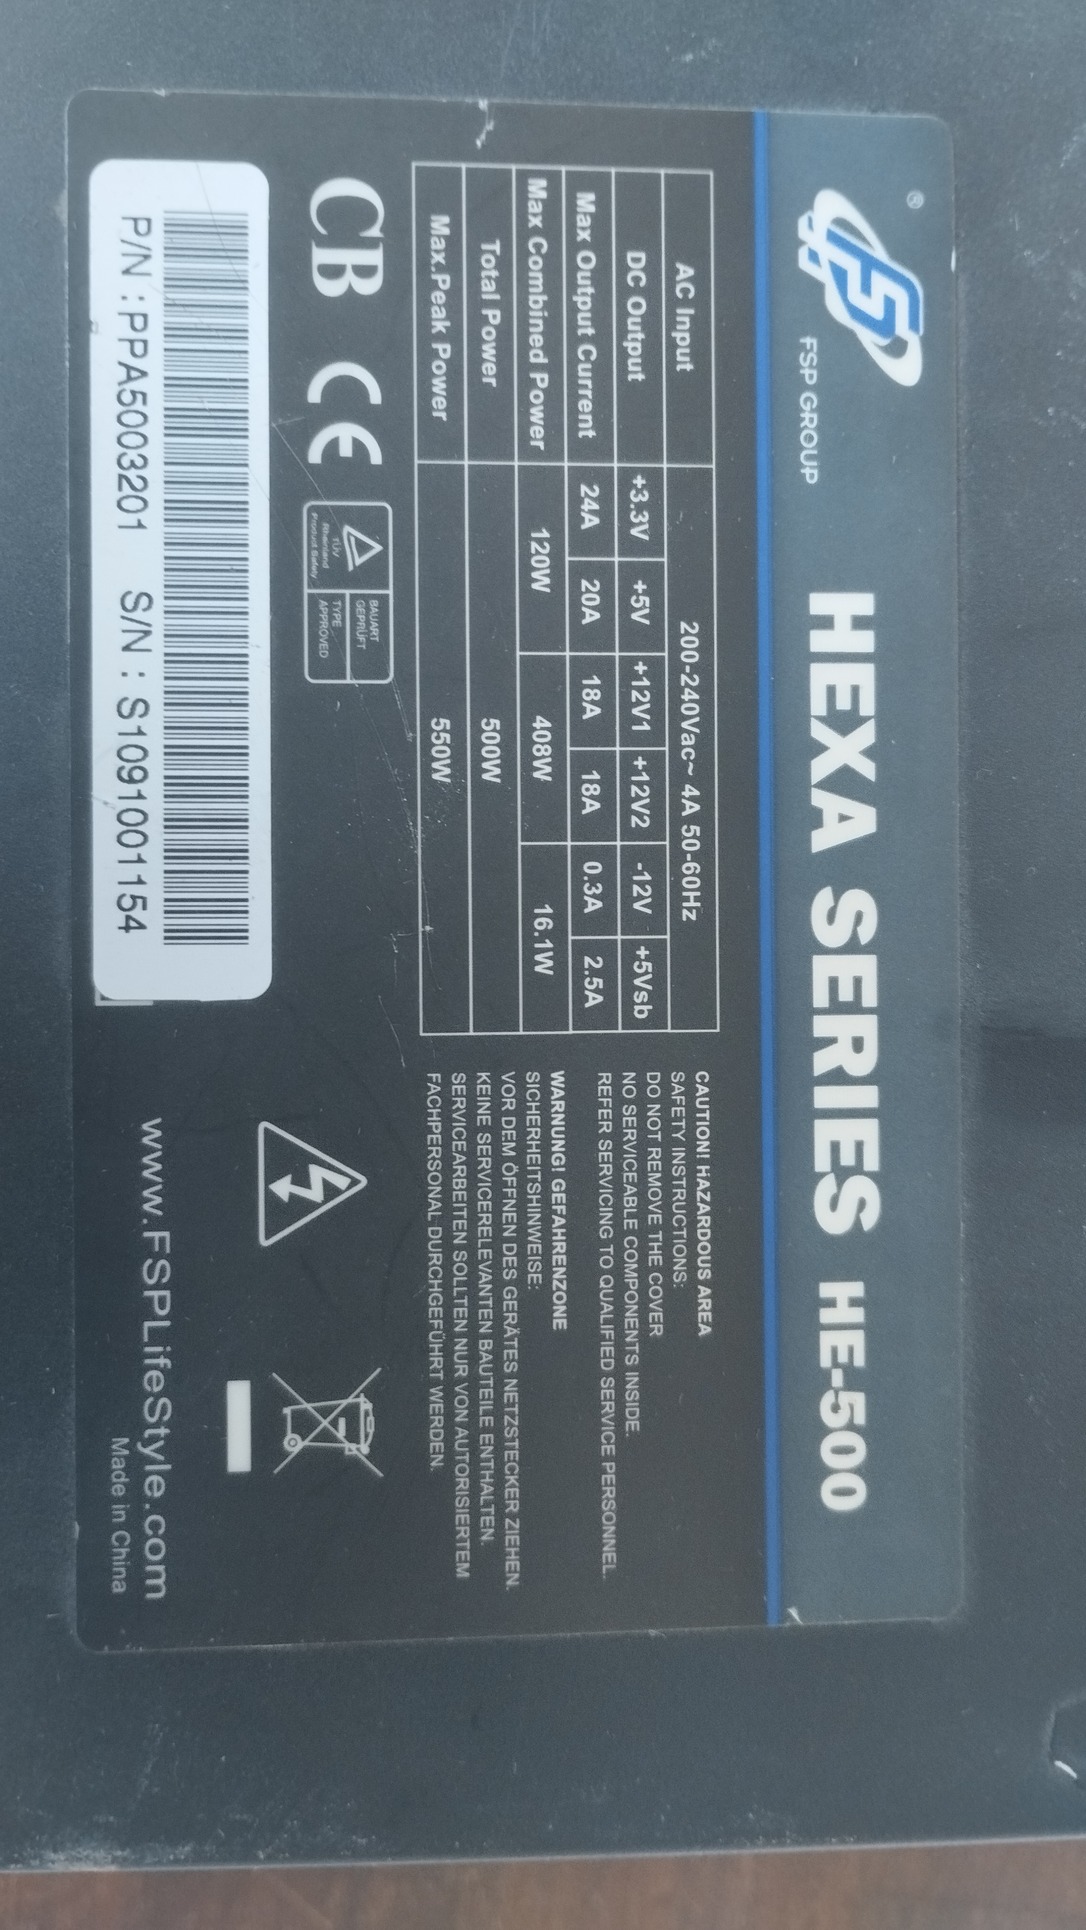 FSP
®
FSP GROUP
HEXA SERIES HE-500
AC Input 200-240Vac~ 4A 50-60Hz
DC Output +3.3V +5V +12V1 +12V2 -12V +5Vsb
Max Output Current 24A 20A 18A 18A 0.3A 2.5A
Max Combined Power 120W 408W 16.1W
Total Power 500W
Max.Peak Power 550W
CAUTION! HAZARDOUS AREA
SAFETY INSTRUCTIONS:
DO NOT REMOVE THE COVER
NO SERVICEABLE COMPONENTS INSIDE.
REFER SERVICING TO QUALIFIED SERVICE PERSONNEL.
WARNUNG! GEFAHRENZONE
SICHERHEITSHINWEISE:
VOR DEM ÖFFNEN DES GERÄTES NETZSTECKER ZIEHEN.
KEINE SERVICERELEVANTEN BAUTEILE ENTHALTEN.
SERVICEARBEITEN SOLLTEN NUR VON AUTORISIERTEM
FACHPERSONAL DURCHGEFÜHRT WERDEN.
CB CE
TÜV
Rheinland
Product Safety
BAUART
GEPRÜFT
TYPE
APPROVED
P/N : PPA5003201 S/N : S1091001154
www.FSPLifeStyle.com
Made in China